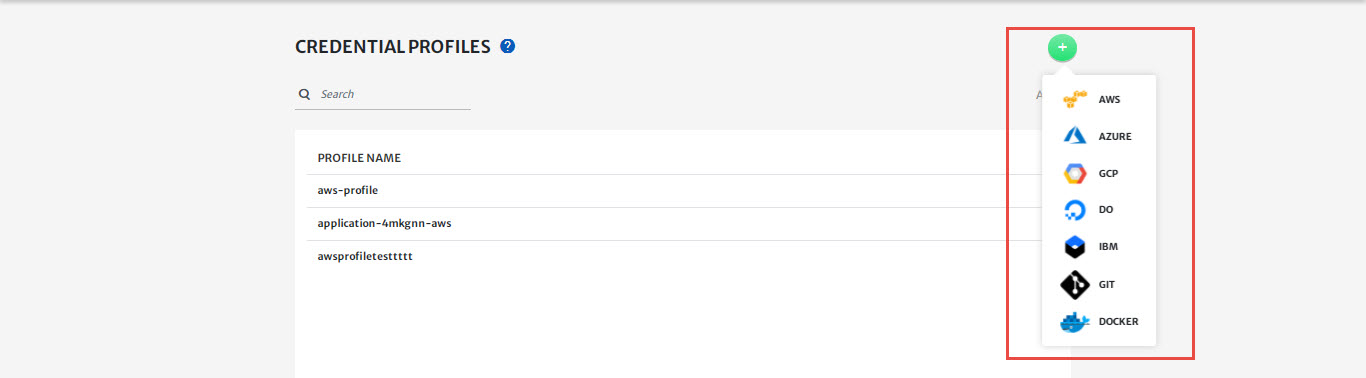 CREDENTIAL PROFILES ?
+
Search
A
PROFILE NAME
aws-profile
application-4mkgnn-aws
awsprofiletesttttt
AWS
AZURE
GCP
DO
IBM
GIT
DOCKER